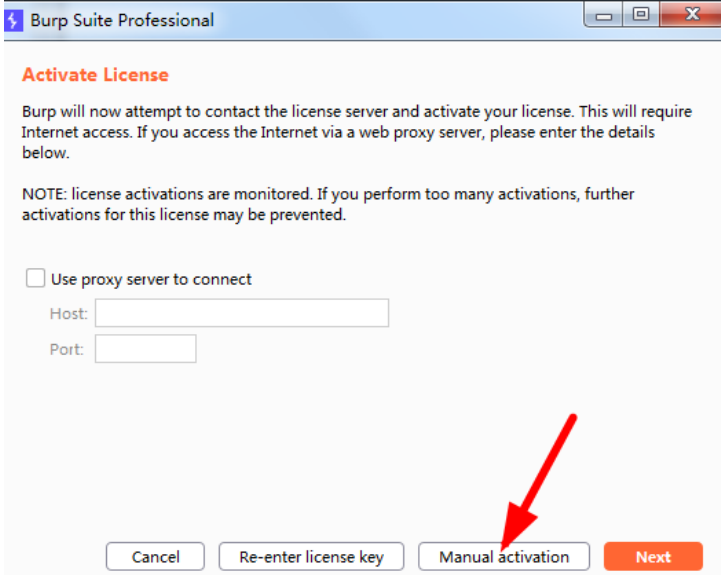 Burp Suite Professional
Activate License
Burp will now attempt to contact the license server and activate your license. This will require
Internet access. If you access the Internet via a web proxy server, please enter the details
below.
NOTE: license activations are monitored. If you perform too many activations, further
activations for this license may be prevented.
Use proxy server to connect
Host:
Port:
Cancel Re-enter license key Manual activation Next